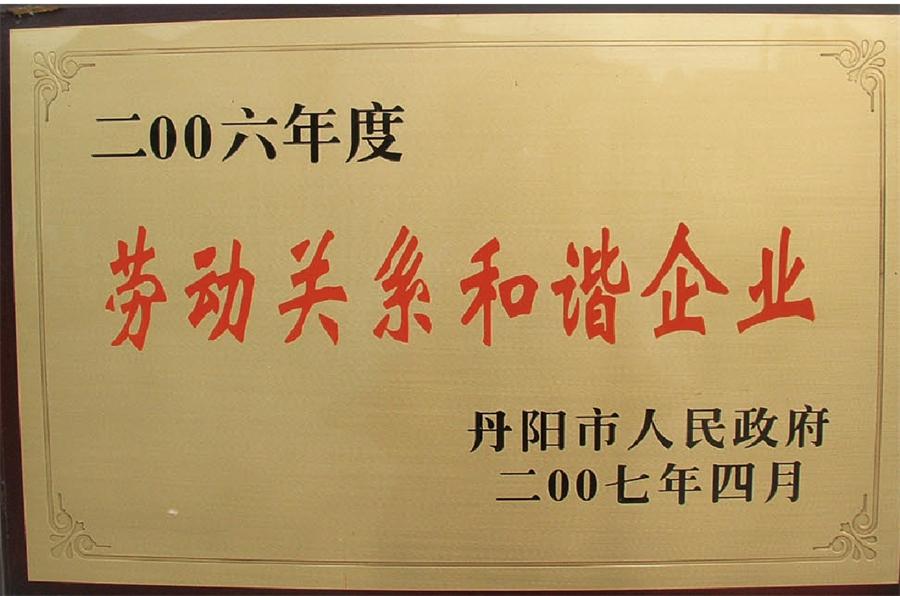 二00六年度
劳动关系和谐企业
丹阳市人民政府
二00七年四月